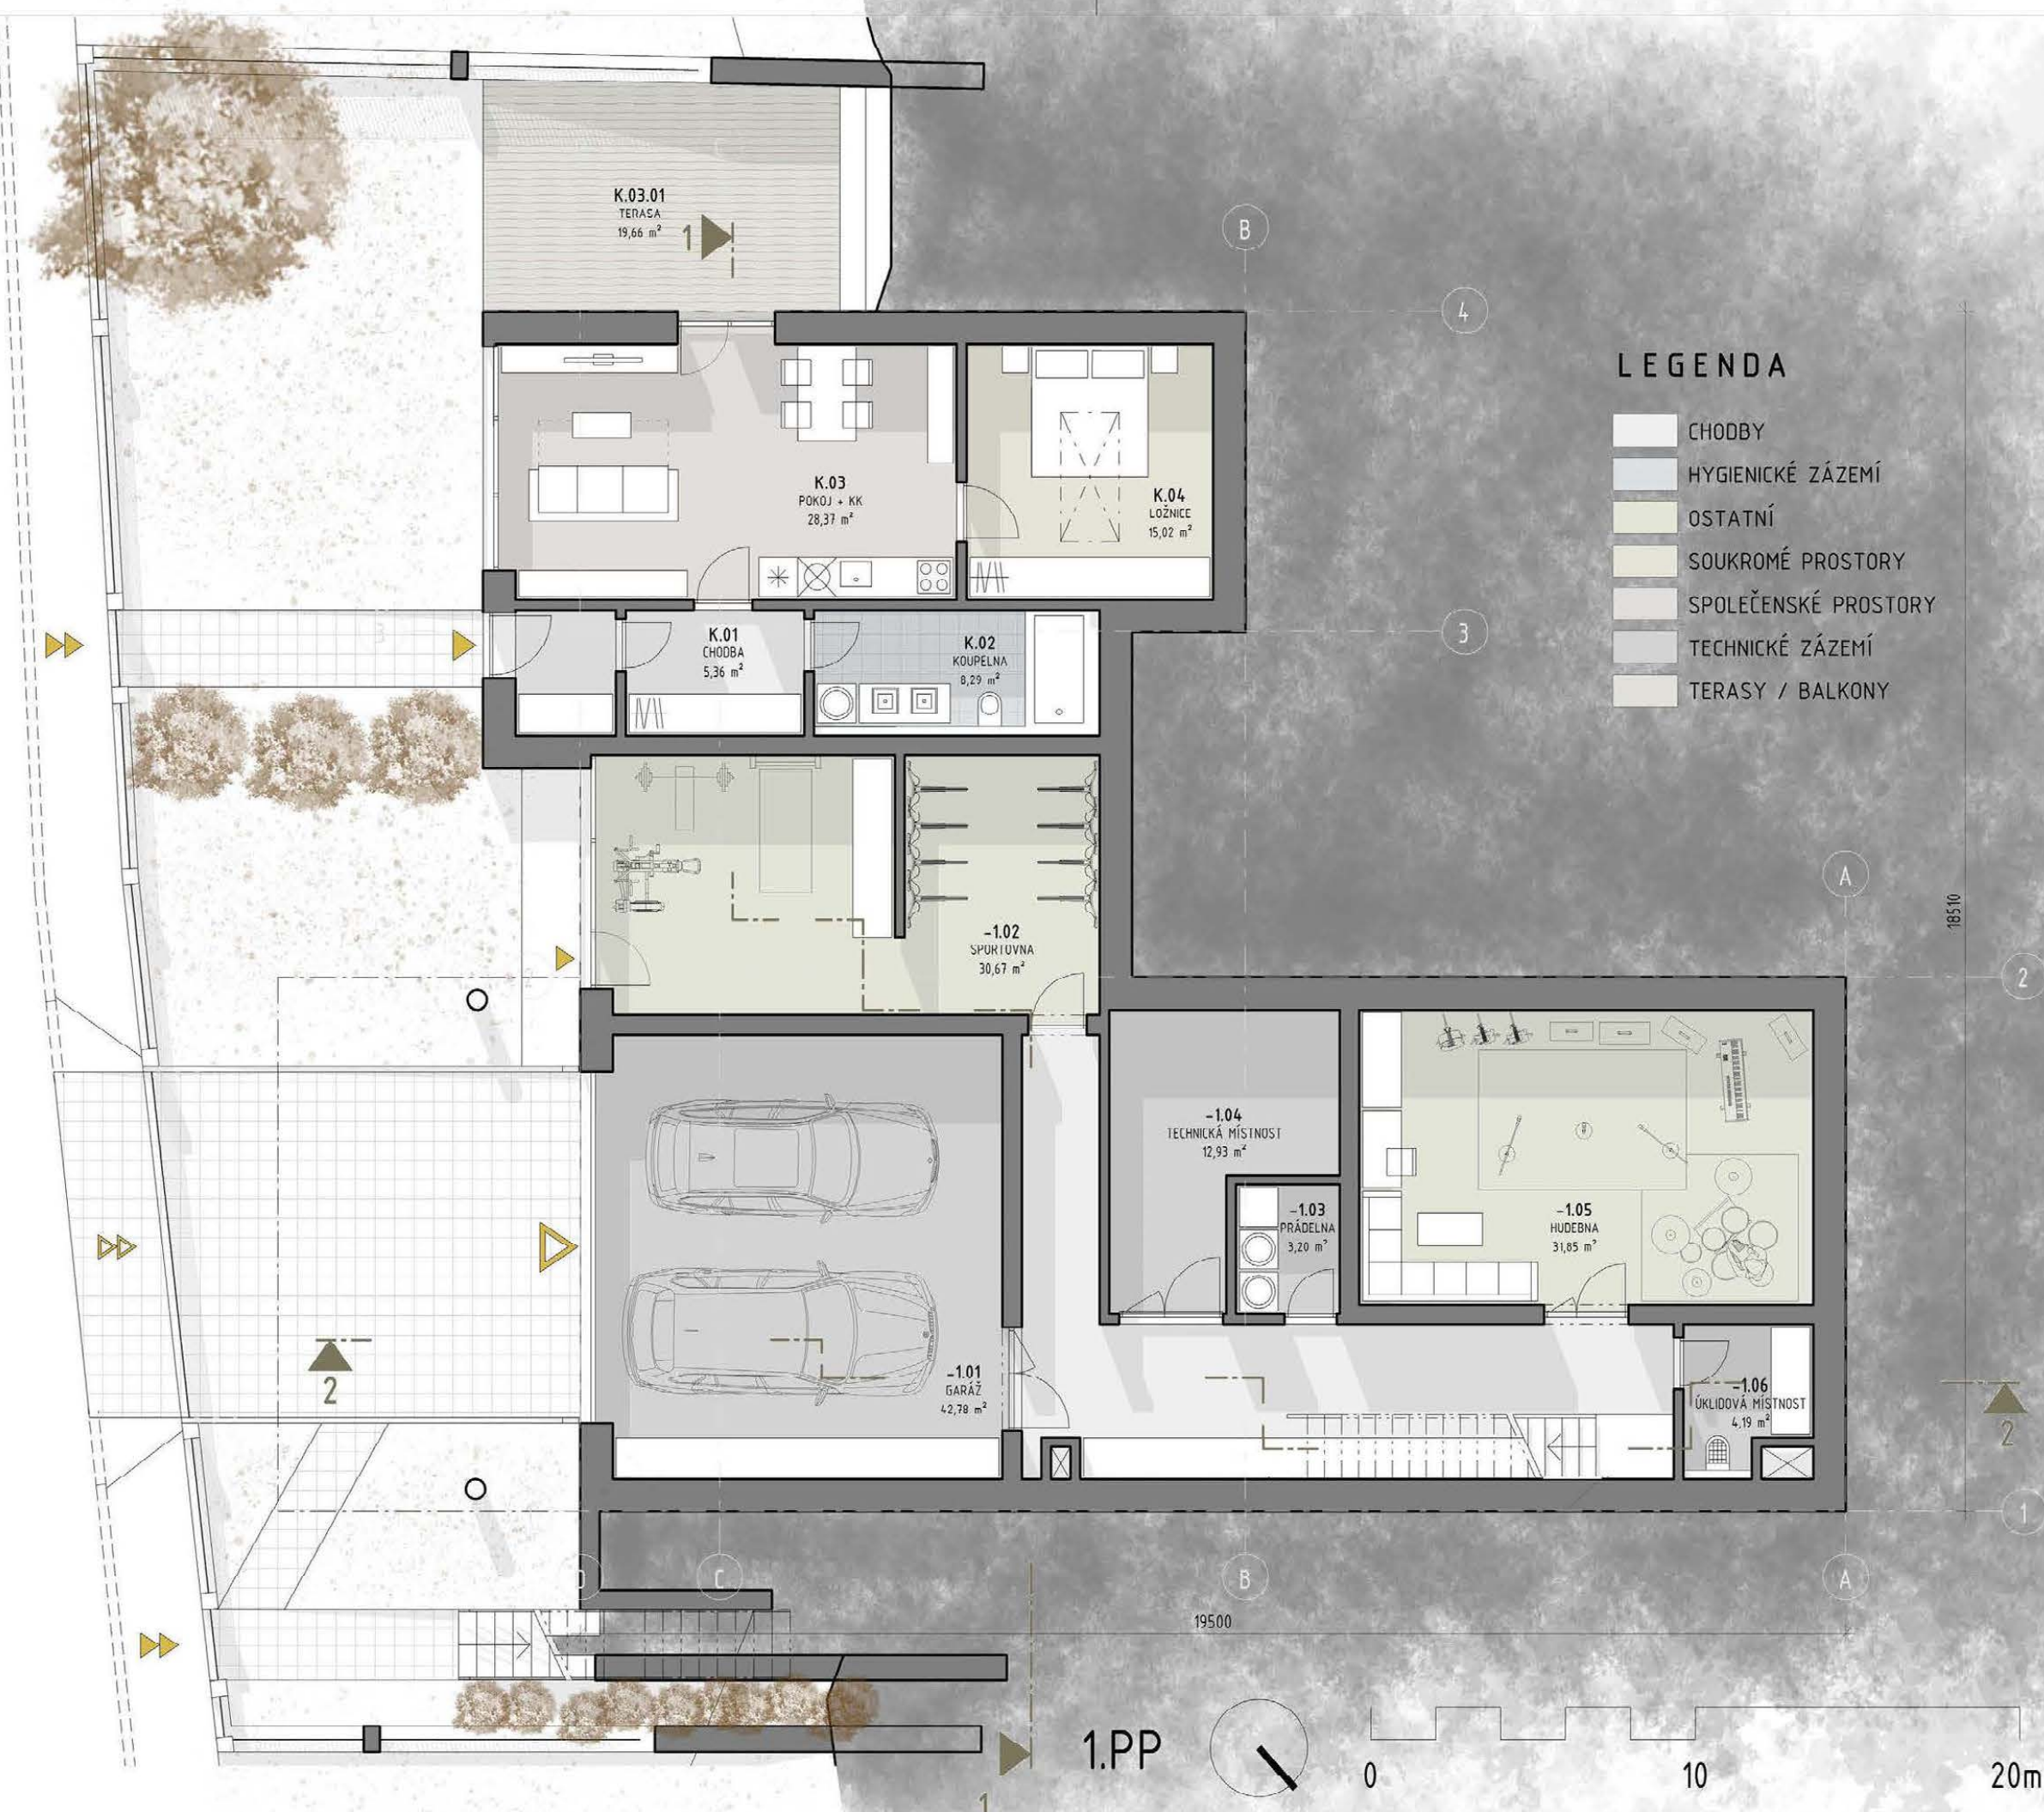 K.03.01
TERASA
19,66 m²
1
B
4
LEGENDA
CHODBY
HYGIENICKÉ ZÁZEMÍ
OSTATNÍ
SOUKROMÉ PROSTORY
SPOLEČENSKÉ PROSTORY
TECHNICKÉ ZÁZEMÍ
TERASY / BALKONY
K.03
POKOJ + KK
28,37 m²
K.04
LOŽNICE
15,02 m²
3
3
K.01
CHODBA
5,36 m²
K.02
KOUPELNA
8,29 m²
A
18510
-1.02
SPORTOVNA
30,67 m²
2
-1.04
TECHNICKÁ MÍSTNOST
12,93 m²
-1.03
PRÁDELNA
3,20 m²
-1.05
HUDEBNA
31,85 m²
-1.01
GARÁŽ
42,78 m²
-1.06
ÚKLIDOVÁ MÍSTNOST
4,19 m²
2
2
1
D
C
B
A
19500
1.PP
0
10
20m
1